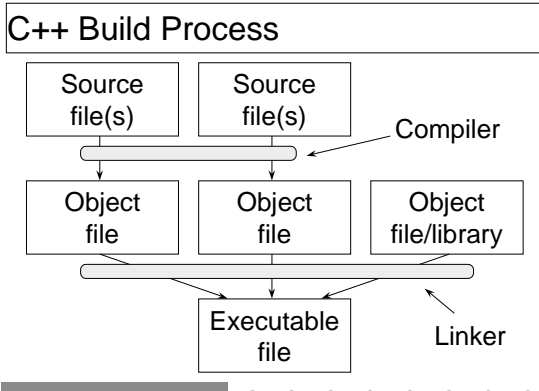 C++ Build Process
Source
file(s)
Source
file(s)
Compiler
Object
file
Object
file
Object
file/library
Executable
file
Linker